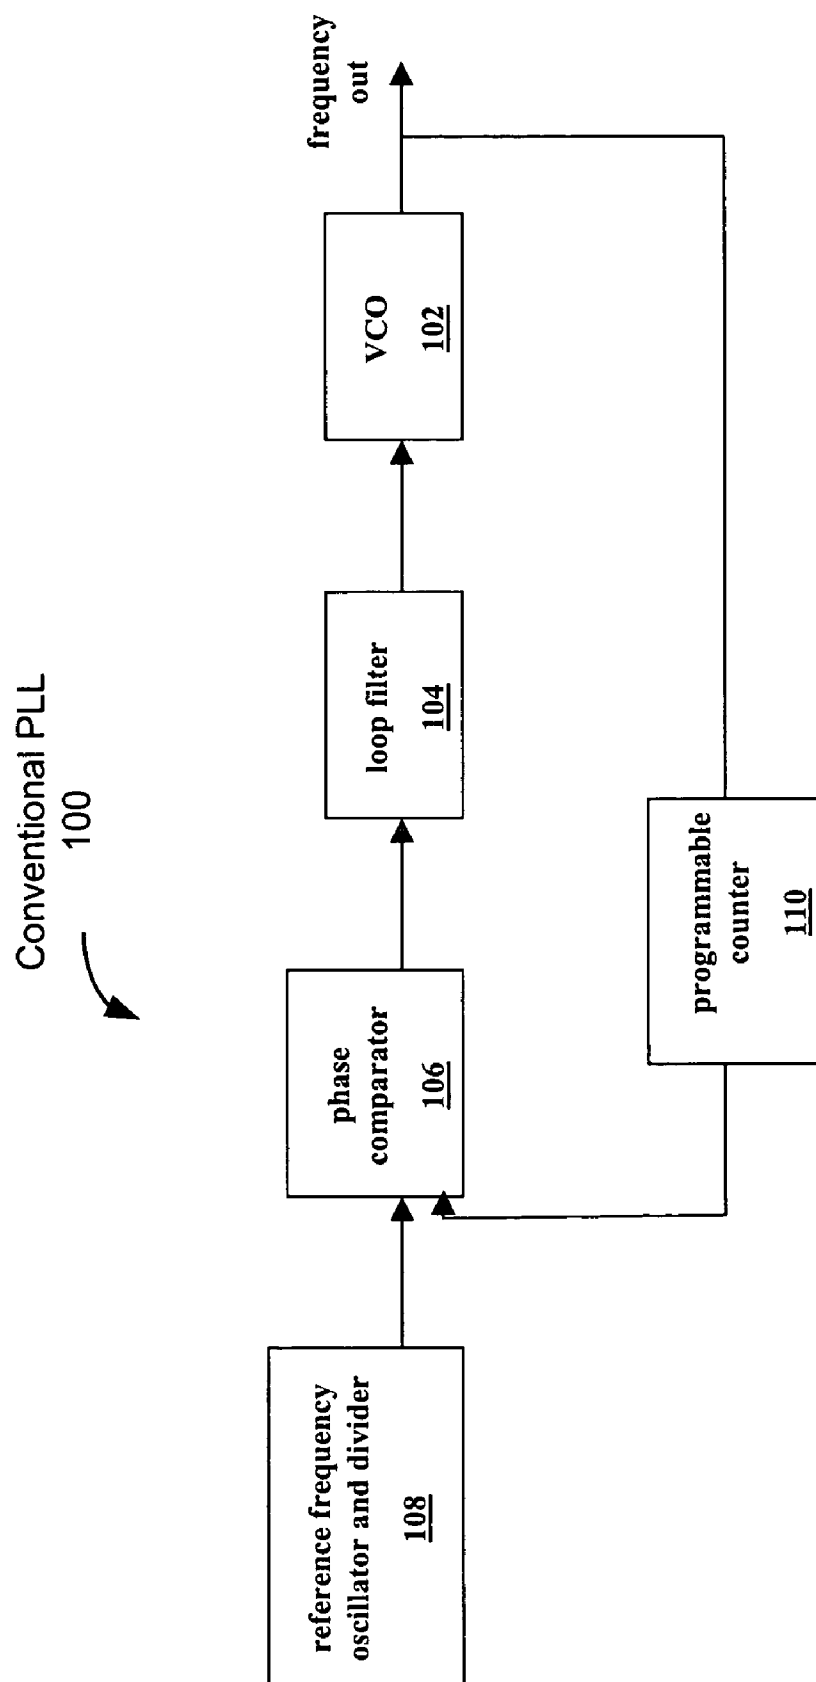 Conventional PLL
100
reference frequency
oscillator and divider
108
phase
comparator
106
loop filter
104
VCO
102
frequency
out
programmable
counter
110